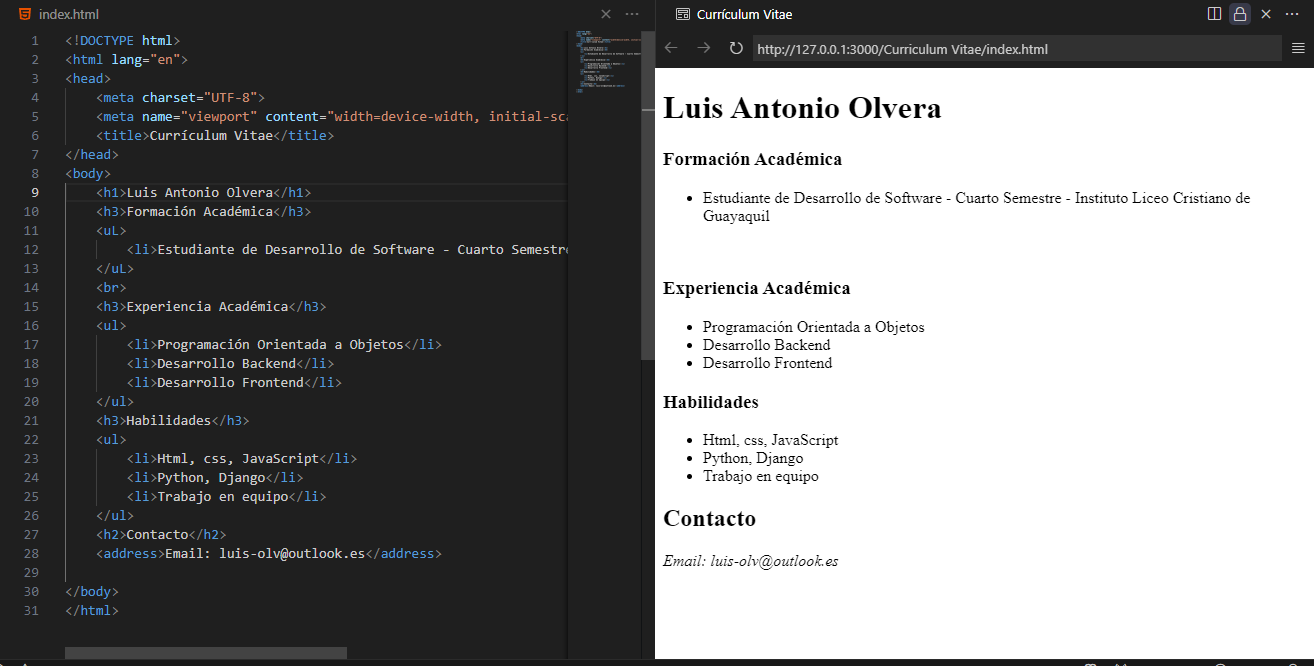 index.html
1 <!DOCTYPE html>
2 <html lang="en">
3 <head>
4 <meta charset="UTF-8">
5 <meta name="viewport" content="width=device-width, initial-sca
6 <title>Currículum Vitae</title>
7 </head>
8 <body>
9 <h1>Luis Antonio Olvera</h1>
10 <h3>Formación Académica</h3>
11 <uL>
12 <li>Estudiante de Desarrollo de Software - Cuarto Semestre
13 </uL>
14 <br>
15 <h3>Experiencia Académica</h3>
16 <ul>
17 <li>Programación Orientada a Objetos</li>
18 <li>Desarrollo Backend</li>
19 <li>Desarrollo Frontend</li>
20 </ul>
21 <h3>Habilidades</h3>
22 <ul>
23 <li>Html, css, JavaScript</li>
24 <li>Python, Django</li>
25 <li>Trabajo en equipo</li>
26 </ul>
27 <h2>Contacto</h2>
28 <address>Email: luis-olv@outlook.es</address>
29
30 </body>
31 </html>
Currículum Vitae
http://127.0.0.1:3000/Curriculum Vitae/index.html
Luis Antonio Olvera
Formación Académica
• Estudiante de Desarrollo de Software - Cuarto Semestre - Instituto Liceo Cristiano de
Guayaquil
Experiencia Académica
• Programación Orientada a Objetos
• Desarrollo Backend
• Desarrollo Frontend
Habilidades
• Html, css, JavaScript
• Python, Django
• Trabajo en equipo
Contacto
Email: luis-olv@outlook.es